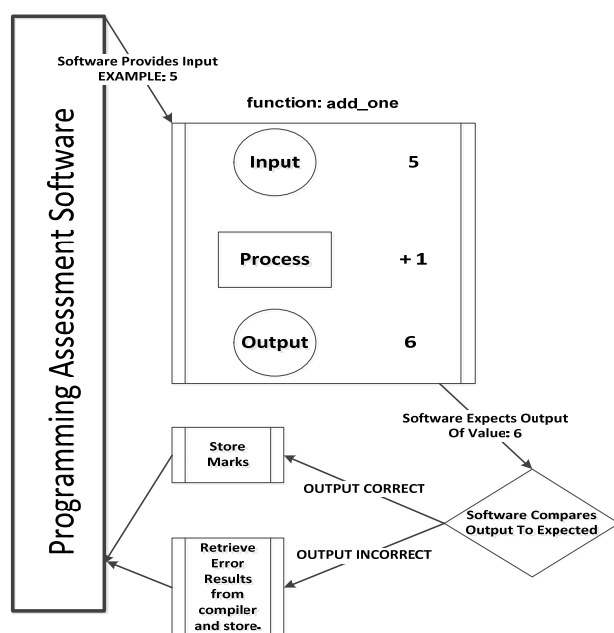 Programming Assessment Software
Software Provides Input
EXAMPLE: 5
function: add_one
Input 5
Process + 1
Output 6
Software Expects Output
Of Value: 6
Store
Marks
OUTPUT CORRECT
Software Compares
Output To Expected
OUTPUT INCORRECT
Retrieve
Error
Results
from
compiler
and store-